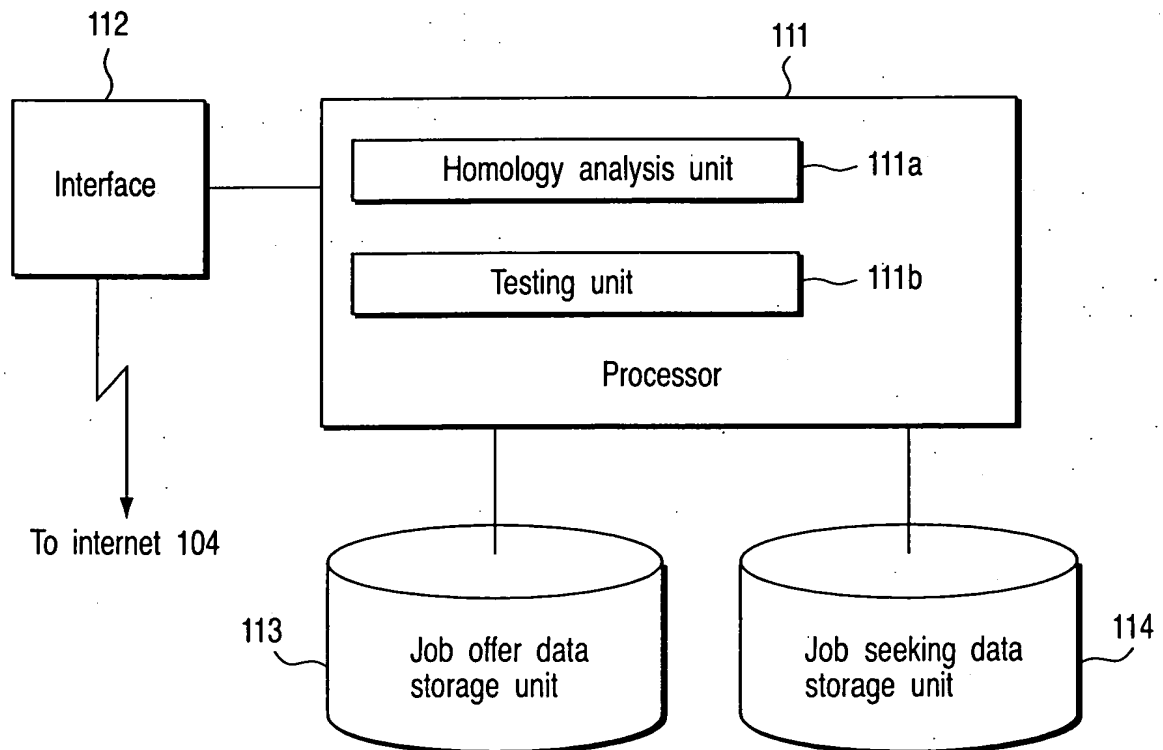 112
111
Interface
Homology analysis unit
111a
Testing unit
111b
Processor
To internet 104
113
Job offer data
storage unit
Job seeking data
storage unit
114